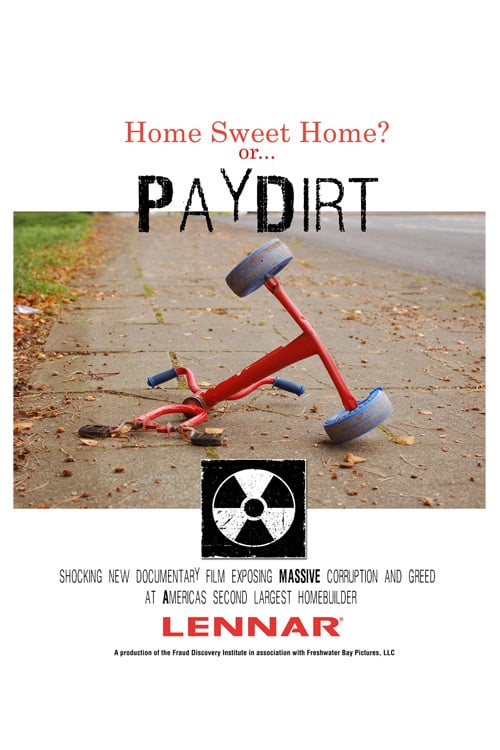 Home Sweet Home?
or...
PAYDIRT
SHOCKING NEW DOCUMENTARY FILM EXPOSING MASSIVE CORRUPTION AND GREED
AT AMERICAS SECOND LARGEST HOMEBUILDER
LENNAR®
A production of the Fraud Discovery Institute in association with Freshwater Bay Pictures, LLC